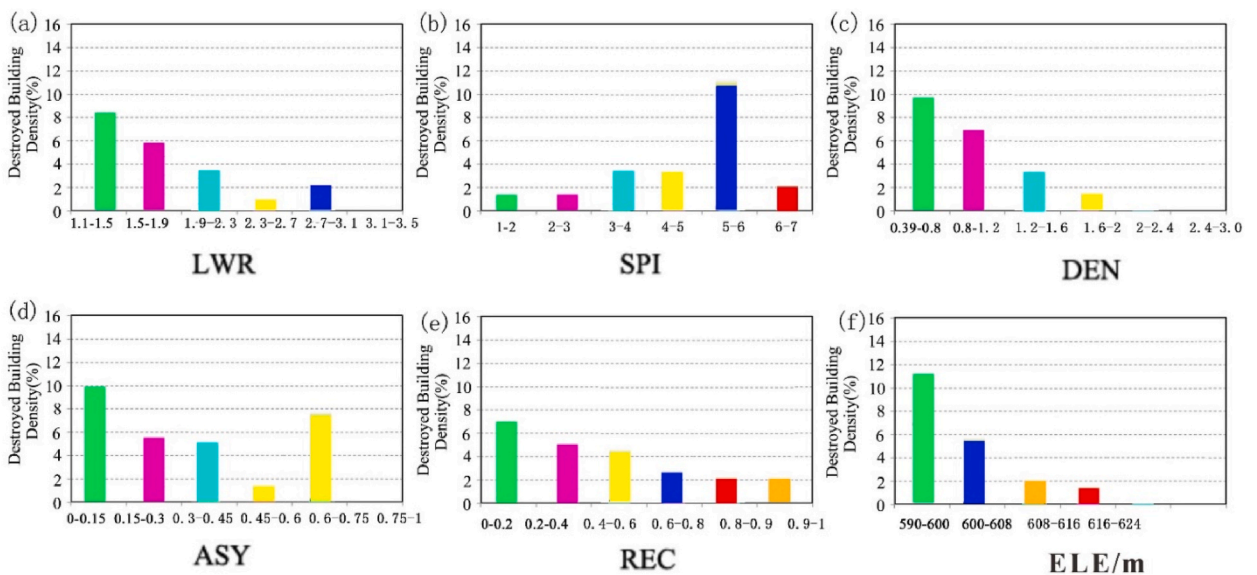 (a)
Destroyed Building
Density(%)
16
14
12
10
8
6
4
2
0
1.1-1.5 1.5-1.9 1.9-2.3 2.3-2.7 2.7-3.1 3.1-3.5
LWR
(b)
Destroyed Building
Density(%)
16
14
12
10
8
6
4
2
0
1-2 2-3 3-4 4-5 5-6 6-7
SPI
(c)
Destroyed Building
Density(%)
16
14
12
10
8
6
4
2
0
0.39-0.8 0.8-1.2 1.2-1.6 1.6-2 2-2.4 2.4-3.0
DEN
(d)
Destroyed Building
Density(%)
16
14
12
10
8
6
4
2
0
0-0.15 0.15-0.3 0.3-0.45 0.45-0.6 0.6-0.75 0.75-1
ASY
(e)
Destroyed Building
Density(%)
16
14
12
10
8
6
4
2
0
0-0.2 0.2-0.4 0.4-0.6 0.6-0.8 0.8-0.9 0.9-1
REC
(f)
Destroyed Building
Density(%)
16
14
12
10
8
6
4
2
0
590-600 600-608 608-616 616-624
ELE/m